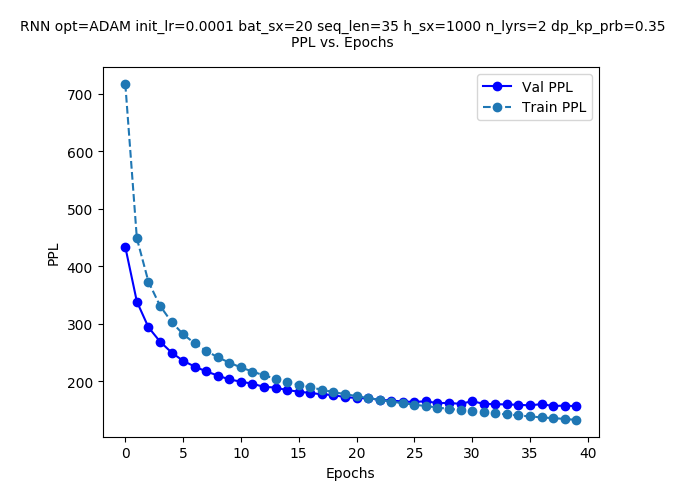 RNN opt=ADAM init_lr=0.0001 bat_sx=20 seq_len=35 h_sx=1000 n_lyrs=2 dp_kp_prb=0.35
PPL vs. Epochs
Val PPL
Train PPL
700
600
500
400
300
200
PPL
0 5 10 15 20 25 30 35 40
Epochs